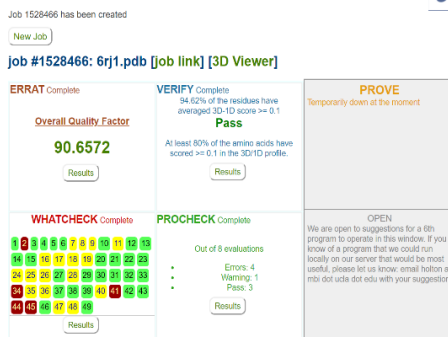 Job 1528466 has been created
New Job
job #1528466: 6rj1.pdb [job link] [3D Viewer]
ERRAT Complete
Overall Quality Factor
90.6572
Results
VERIFY Complete
94.62% of the residues have
averaged 3D-1D score >= 0.1
Pass
At least 80% of the amino acids have
scored >= 0.1 in the 3D/1D profile.
Results
PROVE
Temporarily down at the moment
WHATCHECK Complete
1 2 3 4 5 6 7 8 9 10 11 12 13
14 15 16 17 18 19 20 21 22 23
24 25 26 27 28 29 30 31 32 33
34 35 36 37 38 39 40 41 42 43
44 45 46 47 48 49
Results
PROCHECK Complete
Out of 8 evaluations
Errors: 4
Warning: 1
Pass: 3
Results
OPEN
We are open to suggestions for a 6th
program to operate in this window. If you
know of a program that we could run
locally on our server that would be most
useful, please let us know: email holton a
mbi dot ucla dot edu with your suggestion